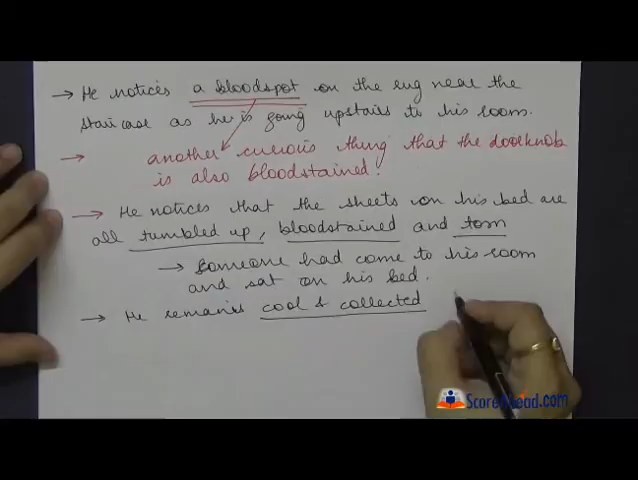 → He notices a bloodspot on the rug near the
staircase as he is going upstairs to his room.
→ another curious thing that the doorknob
is also bloodstained!
→ He notices that the sheets on his bed are
all tumbled up, bloodstained and torn
→ Someone had come to his room
and sat on his bed.
→ He remains cool & collected
ScoreAhead.com